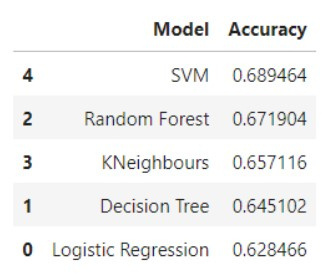 Model Accuracy
4 SVM 0.689464
2 Random Forest 0.671904
3 KNeighbours 0.657116
1 Decision Tree 0.645102
0 Logistic Regression 0.628466